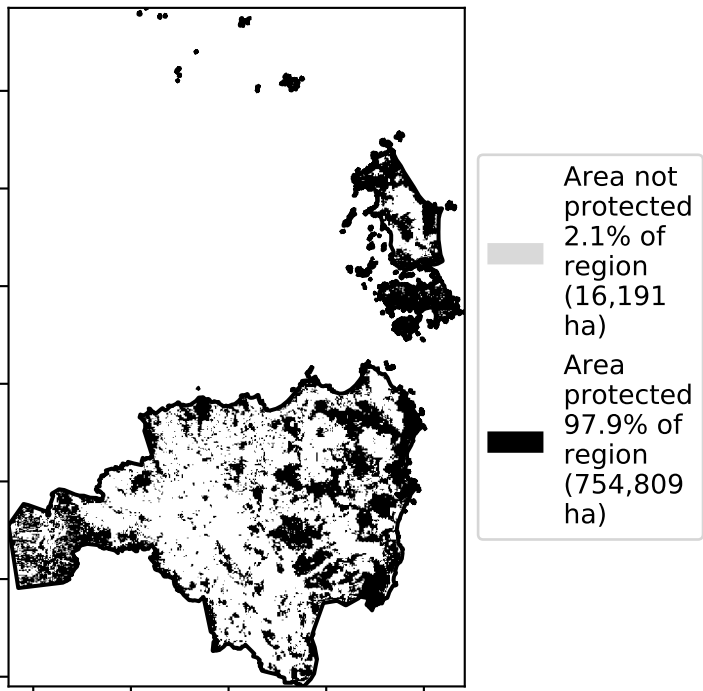 Area not
protected
2.1% of
region
(16,191
ha)
Area
protected
97.9% of
region
(754,809
ha)